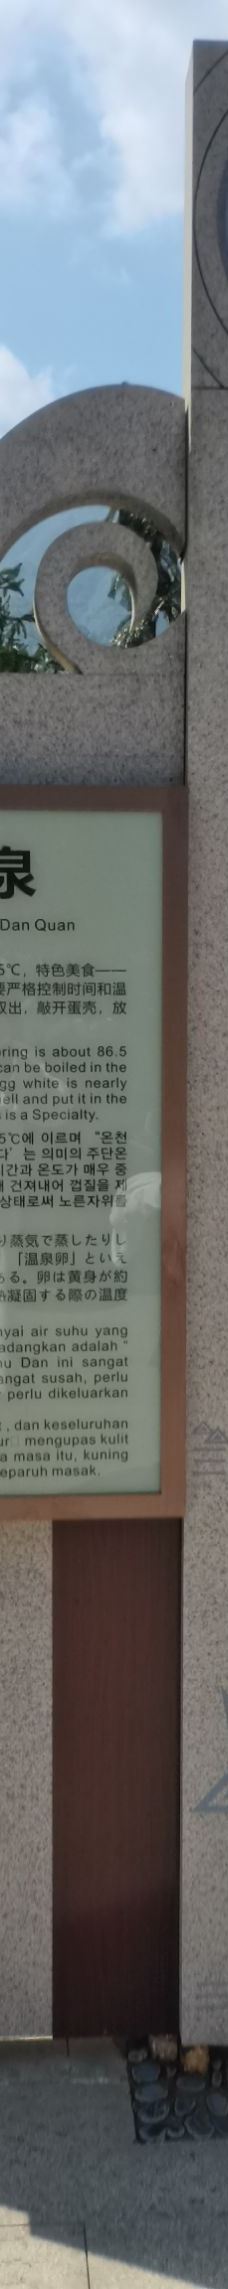 泉
Dan Quan
5℃，特色美食——
要严格控制时间和温
取出，敲开蛋壳，放
ring is about 86.5
can be boiled in the
gg white is nearly
ell and put it in the
s is a Specialty.
5℃에 이르며 “온천
다’ 는 의미의 주단온
시간과 온도가 매우 중
건져내어 껍질을 제
상태로써 노른자위를
り蒸気で蒸したりし
「温泉卵」といえ
ある。卵は黄身が約
凝固する際の温度
nyai air suhu yang
adangkan adalah “
u Dan ini sangat
angat susah, perlu
perlu dikeluarkan
, dan keseluruhan
ur□ mengupas kulit
a masa itu, kuning
eparuh masak.